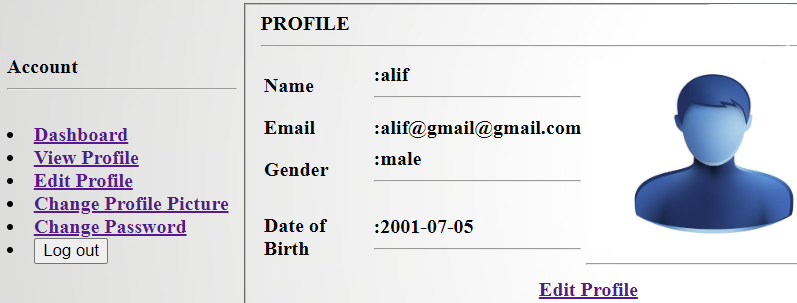 Account
Dashboard
View Profile
Edit Profile
Change Profile Picture
Change Password
Log out
PROFILE
Name :alif
Email :alif@gmail@gmail.com
Gender :male
Date of
Birth :2001-07-05
Edit Profile